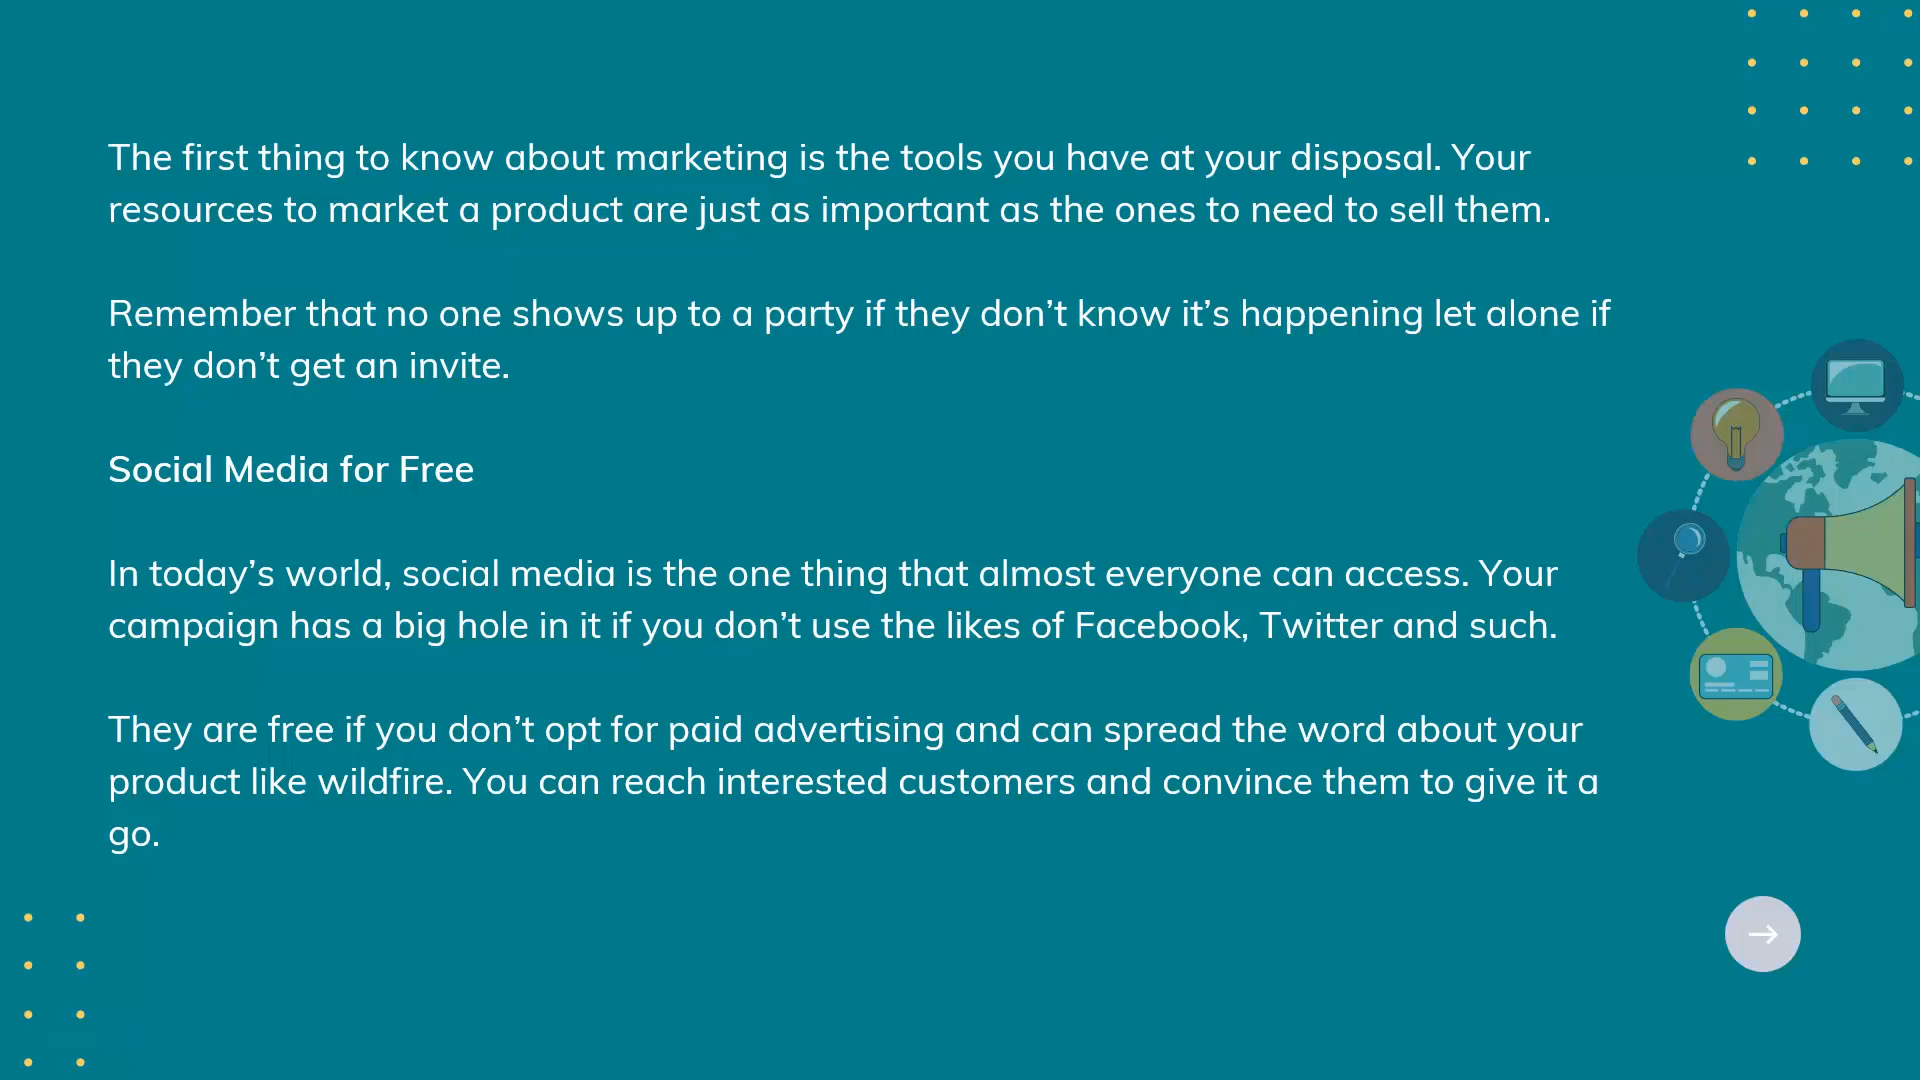 The first thing to know about marketing is the tools you have at your disposal. Your
resources to market a product are just as important as the ones to need to sell them.
Remember that no one shows up to a party if they don’t know it’s happening let alone if
they don’t get an invite.
Social Media for Free
In today’s world, social media is the one thing that almost everyone can access. Your
campaign has a big hole in it if you don’t use the likes of Facebook, Twitter and such.
They are free if you don’t opt for paid advertising and can spread the word about your
product like wildfire. You can reach interested customers and convince them to give it a
go.